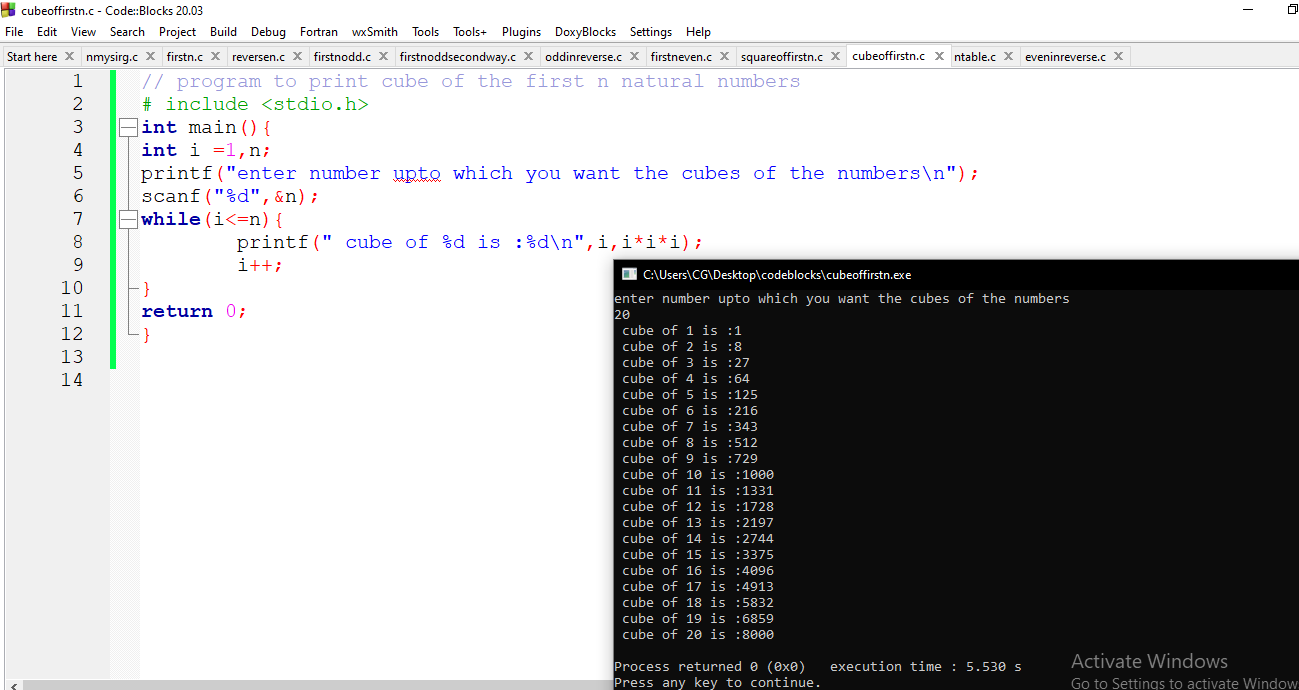 cubeoffirstn.c - Code::Blocks 20.03
File Edit View Search Project Build Debug Fortran wxSmith Tools Tools+ Plugins DoxyBlocks Settings Help
Start here nmysirg.c firstn.c reversen.c firstnodd.c firstnoddsecondway.c oddinreverse.c firstneven.c squareoffirstn.c cubeoffirstn.c ntable.c eveninreverse.c
1 // program to print cube of the first n natural numbers
2 # include <stdio.h>
3 int main(){
4 int i =1,n;
5 printf("enter number upto which you want the cubes of the numbers\n");
6 scanf("%d",&n);
7 while(i<=n){
8 printf(" cube of %d is :%d\n",i,i*i*i);
9 i++;
10 }
11 return 0;
12 }
13
14
C:\Users\CG\Desktop\codeblocks\cubeoffirstn.exe
enter number upto which you want the cubes of the numbers
20
cube of 1 is :1
cube of 2 is :8
cube of 3 is :27
cube of 4 is :64
cube of 5 is :125
cube of 6 is :216
cube of 7 is :343
cube of 8 is :512
cube of 9 is :729
cube of 10 is :1000
cube of 11 is :1331
cube of 12 is :1728
cube of 13 is :2197
cube of 14 is :2744
cube of 15 is :3375
cube of 16 is :4096
cube of 17 is :4913
cube of 18 is :5832
cube of 19 is :6859
cube of 20 is :8000
Process returned 0 (0x0) execution time : 5.530 s
Press any key to continue.
Activate Windows
Go to Settings to activate Window